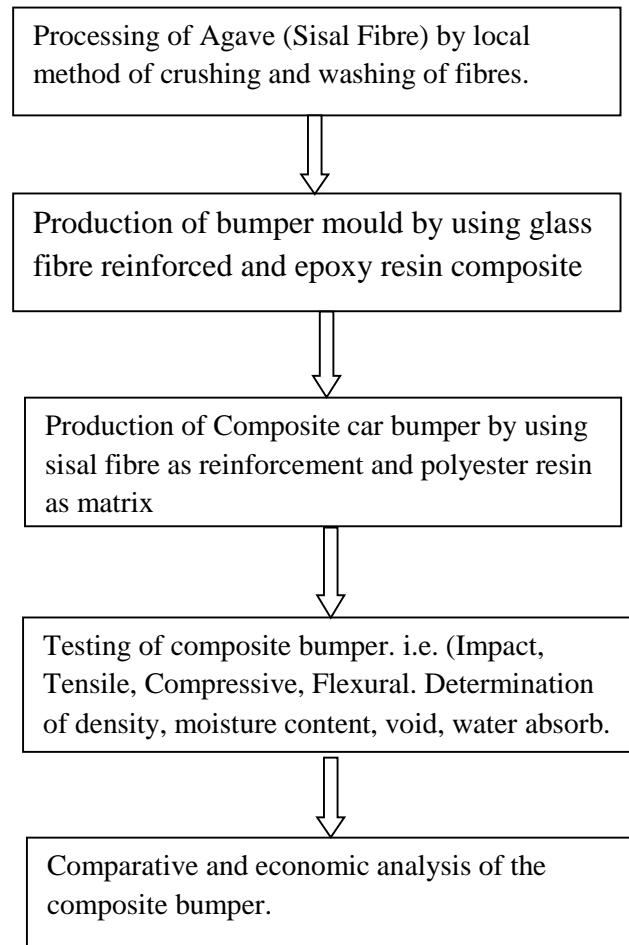 Processing of Agave (Sisal Fibre) by local
method of crushing and washing of fibres.
Production of bumper mould by using glass
fibre reinforced and epoxy resin composite
Production of Composite car bumper by using
sisal fibre as reinforcement and polyester resin
as matrix
Testing of composite bumper. i.e. (Impact,
Tensile, Compressive, Flexural. Determination
of density, moisture content, void, water absorb.
Comparative and economic analysis of the
composite bumper.